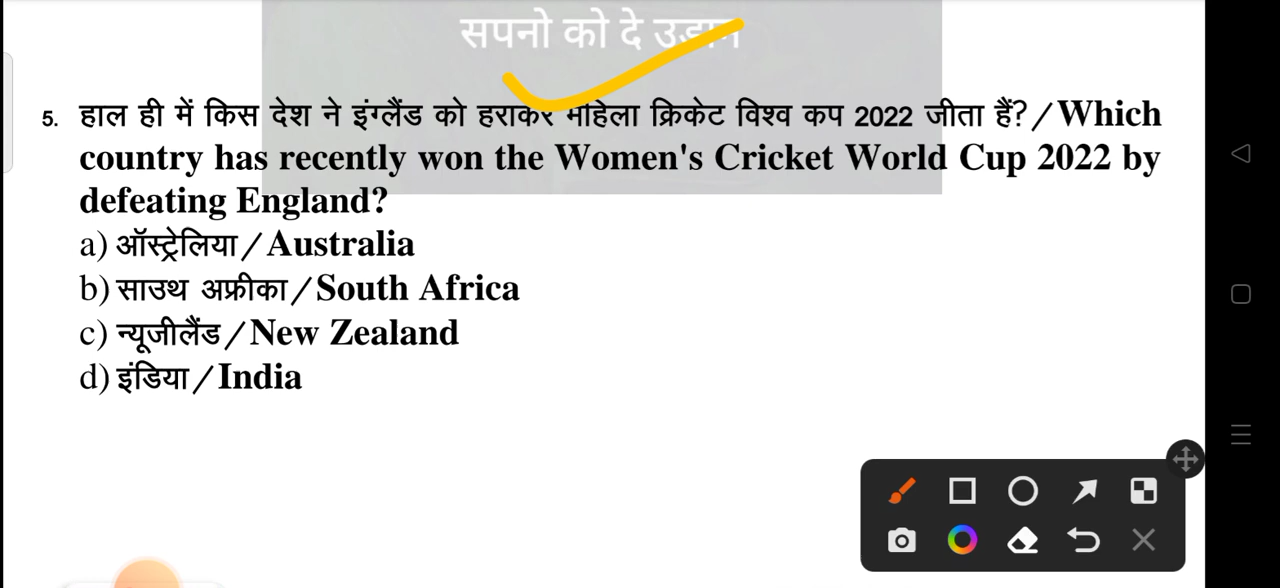 सपनो को दे उडान
5. हाल ही में किस देश ने इंग्लैंड को हराकर महिला क्रिकेट विश्व कप 2022 जीता हैं? / Which
country has recently won the Women's Cricket World Cup 2022 by
defeating England?
a) ऑस्ट्रेलिया / Australia
b) साउथ अफ्रीका / South Africa
c) न्यूजीलैंड / New Zealand
d) इंडिया / India